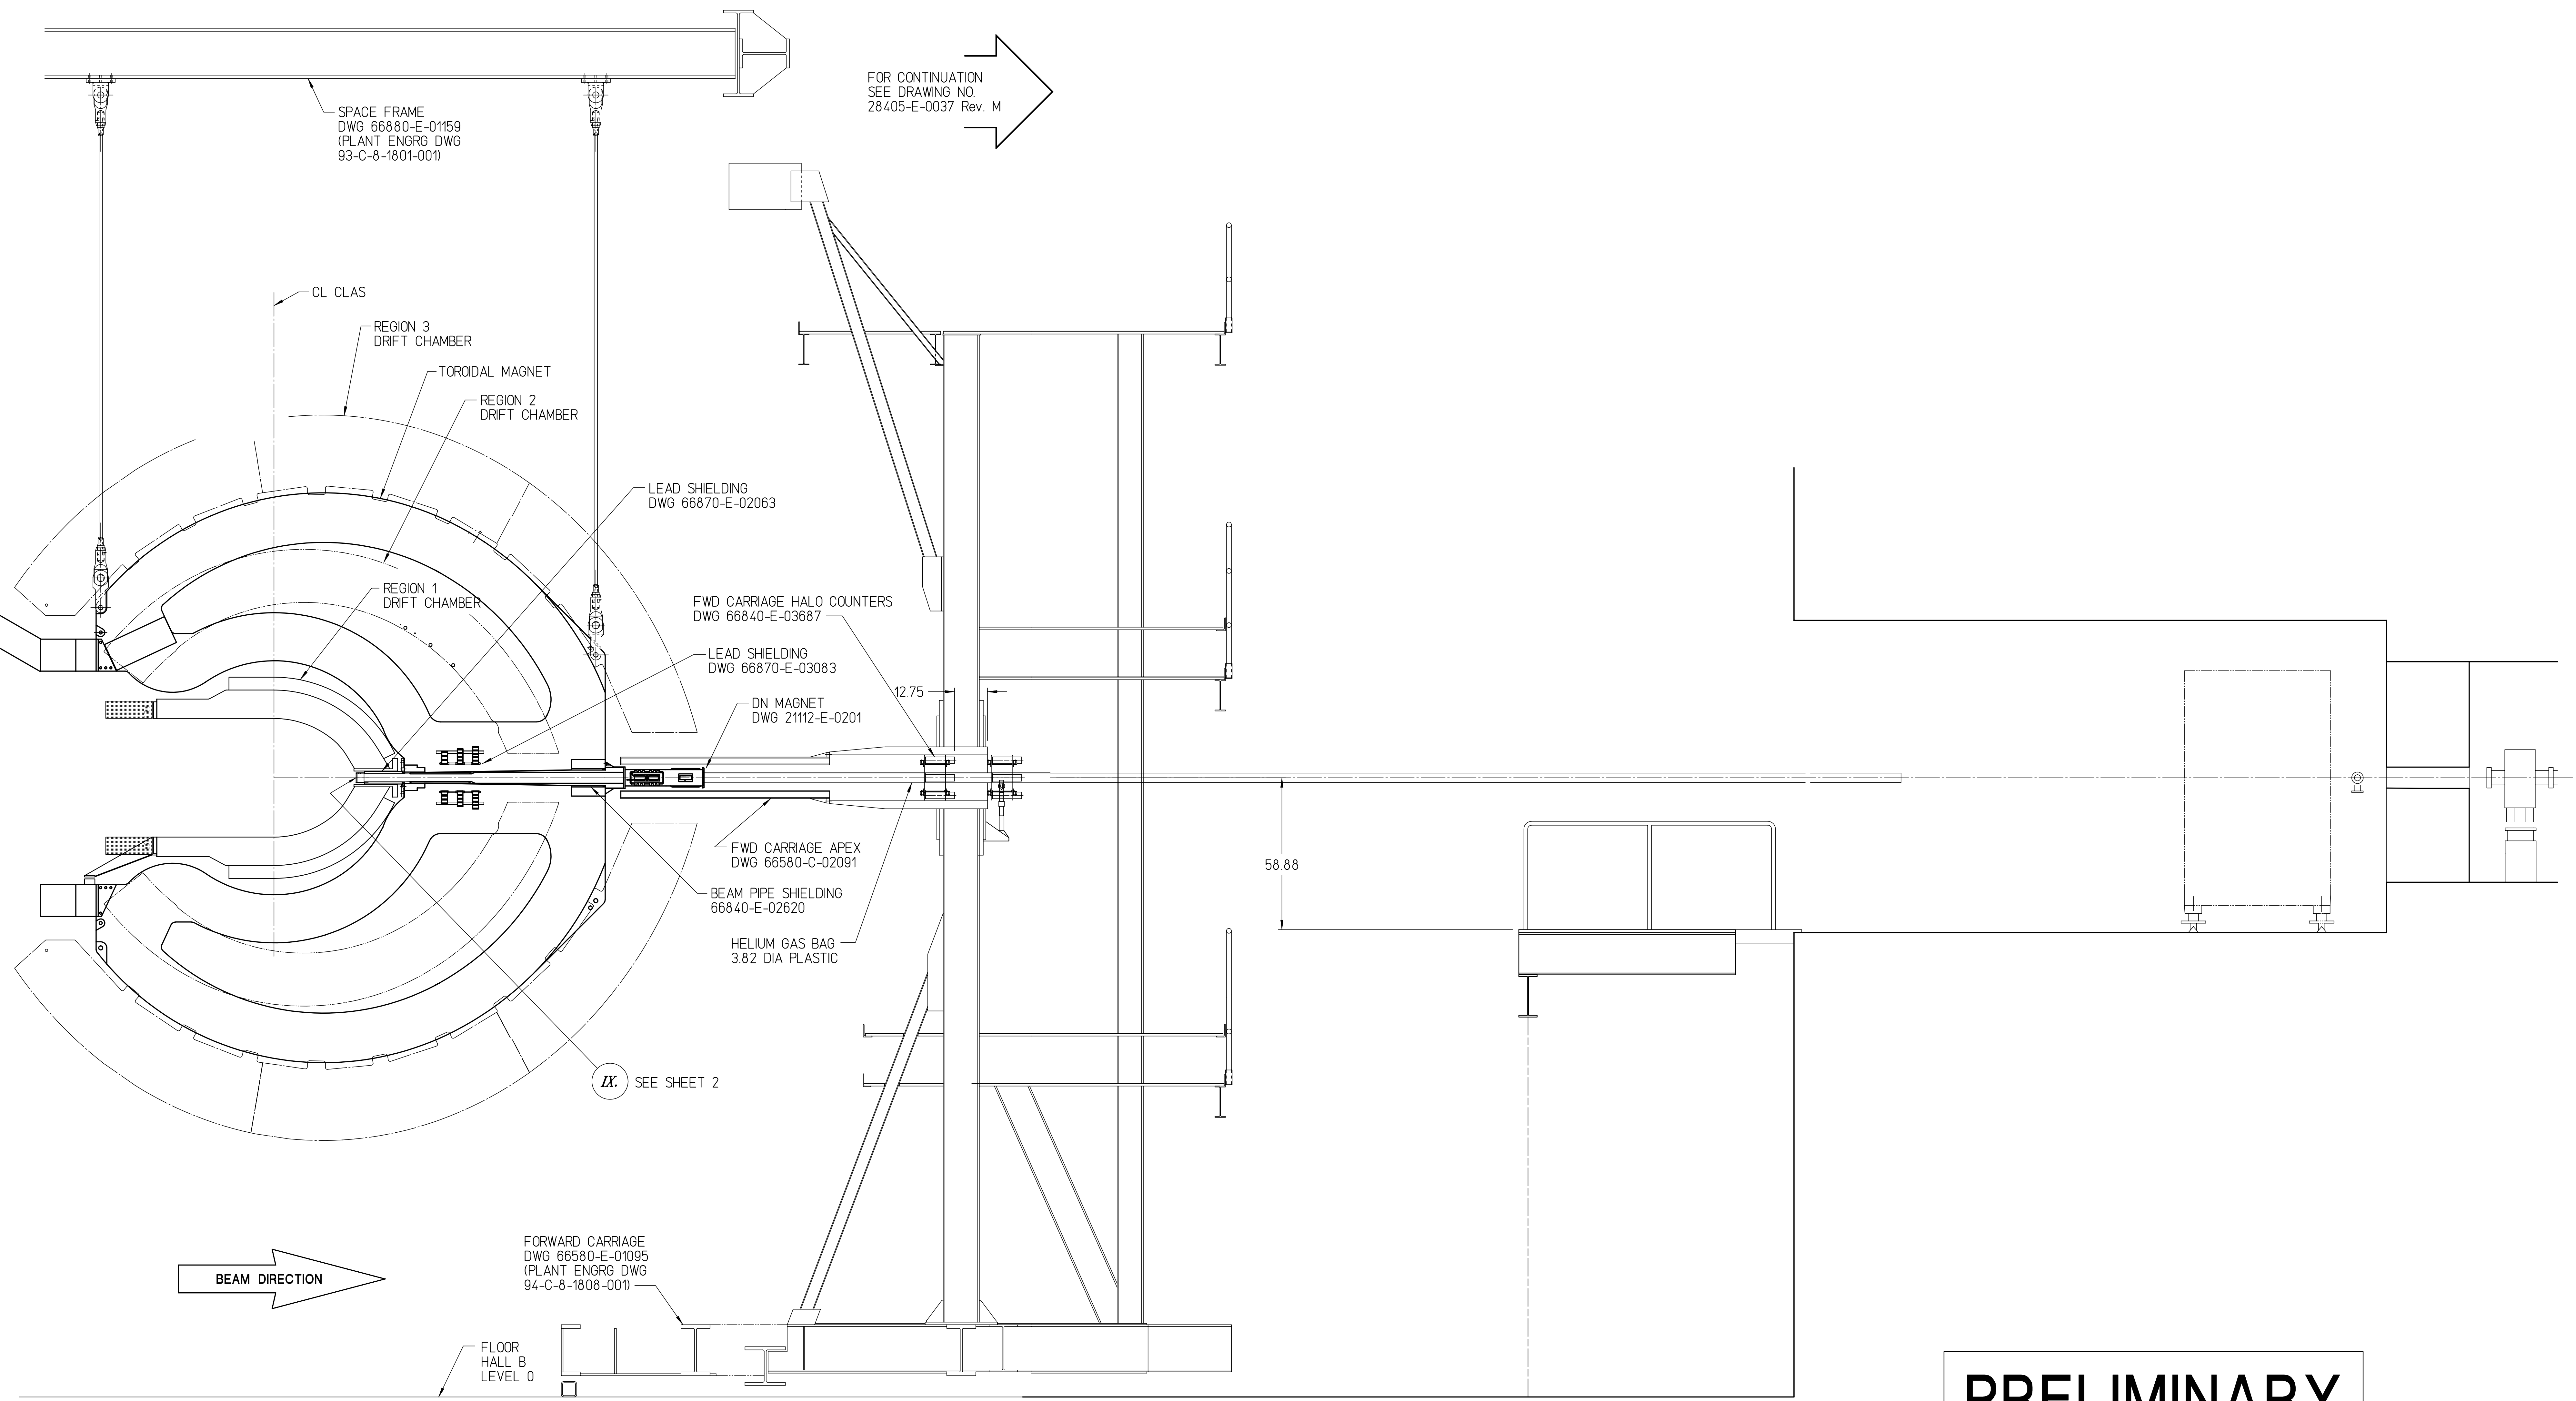 FOR CONTINUATION
SEE DRAWING NO.
28405-E-0037 Rev. M
SPACE FRAME
DWG 66880-E-01159
(PLANT ENGRG DWG
93-C-8-1801-001)
CL CLAS
REGION 3
DRIFT CHAMBER
TOROIDAL MAGNET
REGION 2
DRIFT CHAMBER
LEAD SHIELDING
DWG 66870-E-02063
REGION 1
DRIFT CHAMBER
FWD CARRIAGE HALO COUNTERS
DWG 66840-E-03687
LEAD SHIELDING
DWG 66870-E-03083
DN MAGNET
DWG 21112-E-0201
12.75
FWD CARRIAGE APEX
DWG 66580-C-02091
58.88
BEAM PIPE SHIELDING
66840-E-02620
HELIUM GAS BAG
3.82 DIA PLASTIC
IX. SEE SHEET 2
FORWARD CARRIAGE
DWG 66580-E-01095
(PLANT ENGRG DWG
94-C-8-1808-001)
BEAM DIRECTION
FLOOR
HALL B
LEVEL 0
PRELIMINARY